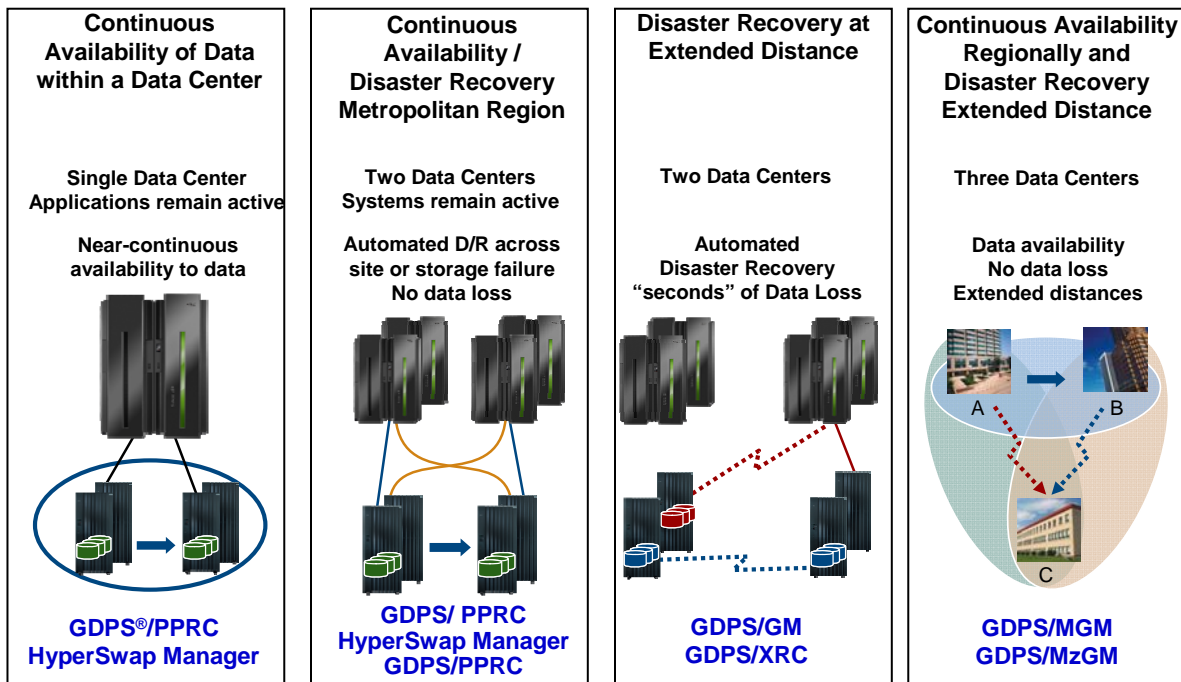 Continuous
Availability of Data
within a Data Center
Single Data Center
Applications remain active
Near-continuous
availability to data
GDPS®/PPRC
HyperSwap Manager
Continuous
Availability /
Disaster Recovery
Metropolitan Region
Two Data Centers
Systems remain active
Automated D/R across
site or storage failure
No data loss
GDPS/ PPRC
HyperSwap Manager
GDPS/PPRC
Disaster Recovery at
Extended Distance
Two Data Centers
Automated
Disaster Recovery
“seconds” of Data Loss
GDPS/GM
GDPS/XRC
Continuous Availability
Regionally and
Disaster Recovery
Extended Distance
Three Data Centers
Data availability
No data loss
Extended distances
A
B
C
GDPS/MGM
GDPS/MzGM